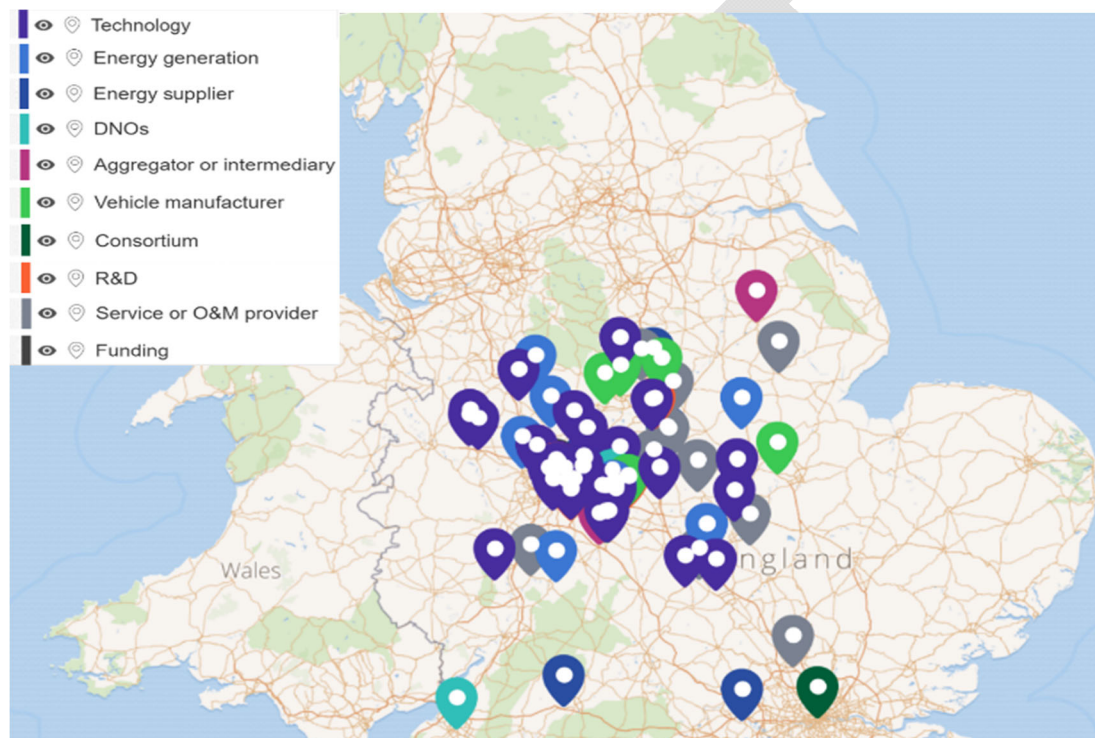 Technology
Energy generation
Energy supplier
DNOs
Aggregator or intermediary
Vehicle manufacturer
Consortium
R&D
Service or O&M provider
Funding
Wales
ngland